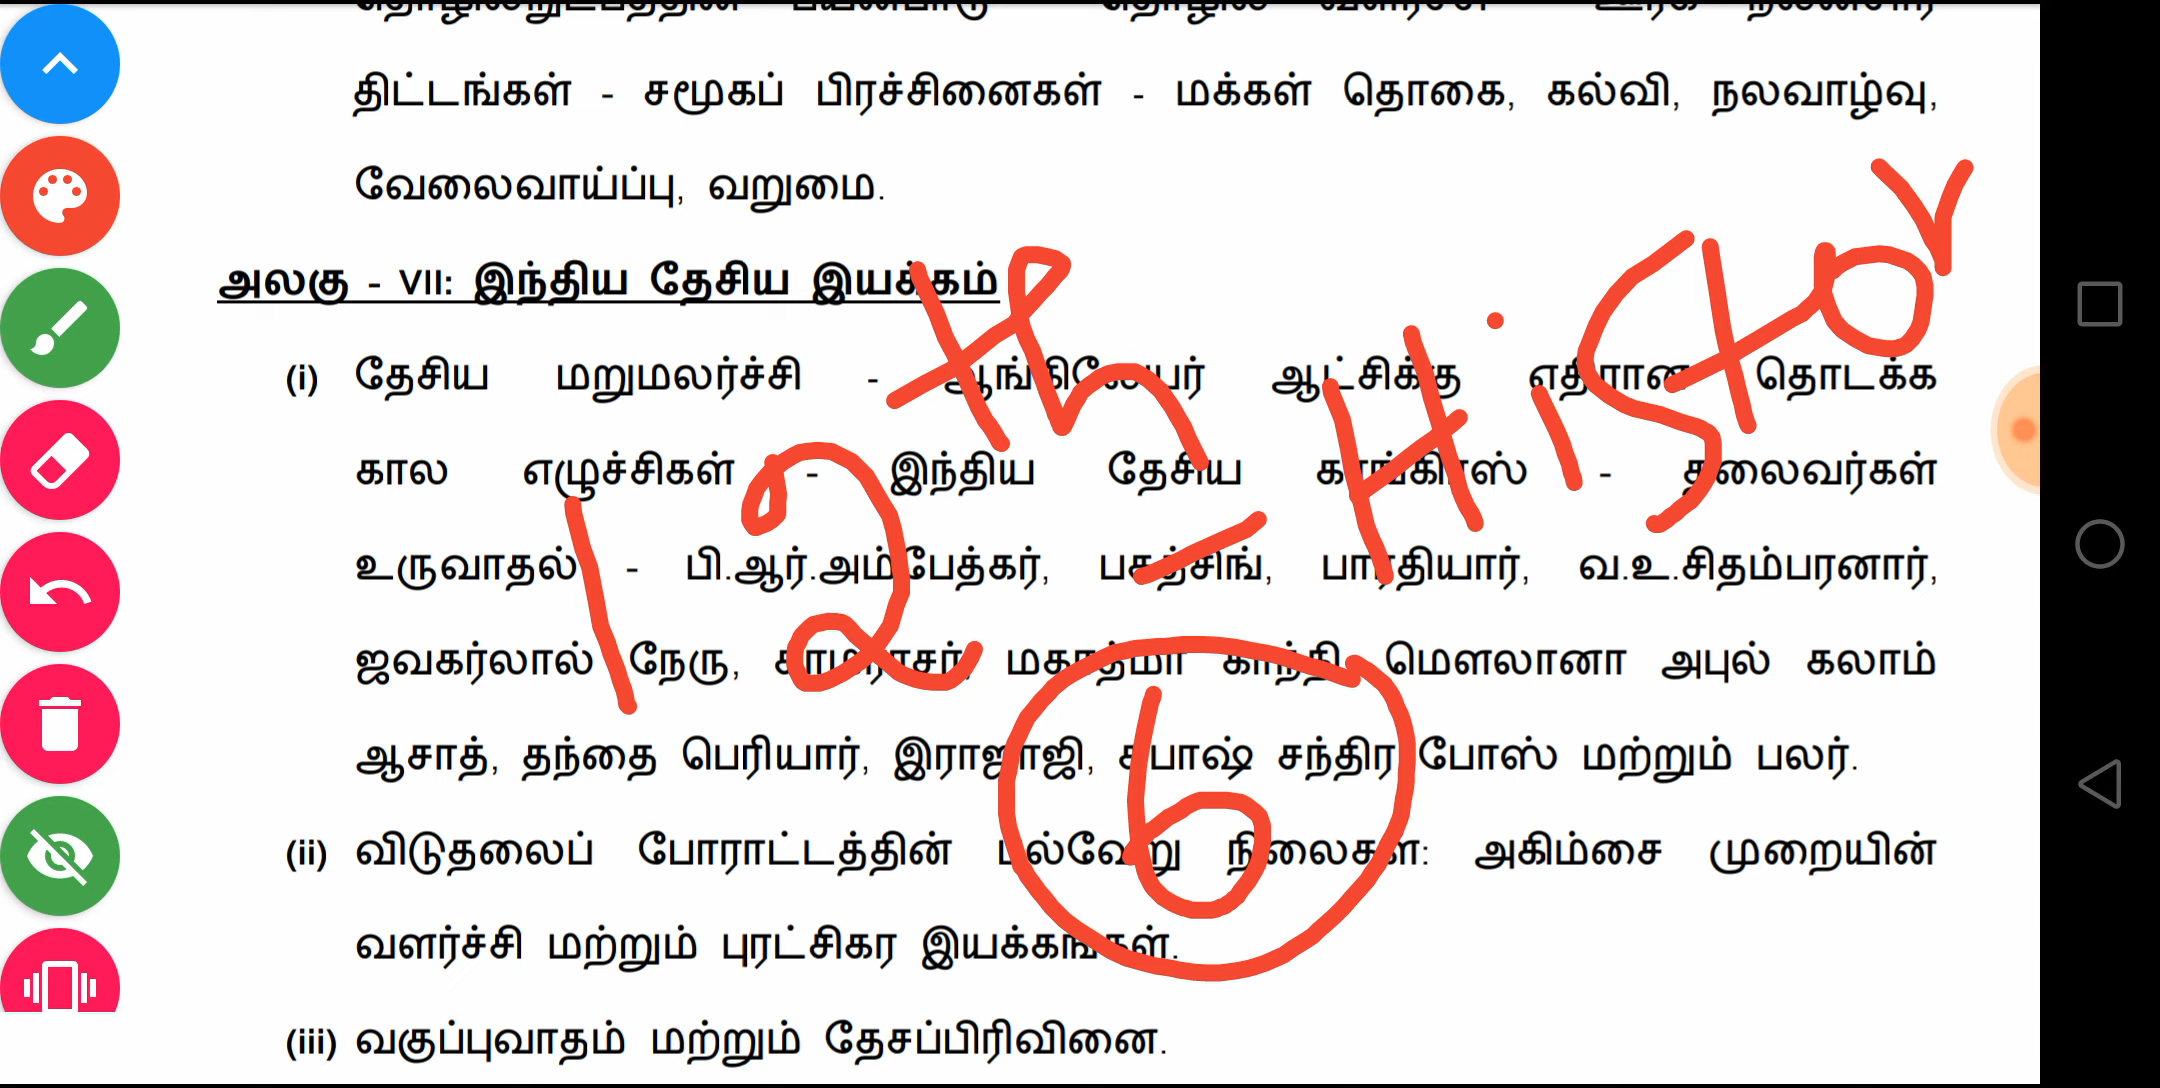 திட்டங்கள் - சமூகப் பிரச்சினைகள் - மக்கள் தொகை, கல்வி, நலவாழ்வு,
வேலைவாய்ப்பு, வறுமை.
அலகு - VII: இந்திய தேசிய இயக்கம்
(i) தேசிய மறுமலர்ச்சி - ஆங்கிலேயர் ஆட்சிக்கு எதிரான தொடக்க
கால எழுச்சிகள் - இந்திய தேசிய காங்கிரஸ் - தலைவர்கள்
உருவாதல் - பி.ஆர்.அம்பேத்கர், பகத்சிங், பாரதியார், வ.உ.சிதம்பரனார்,
ஜவகர்லால் நேரு, காமராசர், மகாத்மா காந்தி, மௌலானா அபுல் கலாம்
ஆசாத், தந்தை பெரியார், இராஜாஜி, சுபாஷ் சந்திர போஸ் மற்றும் பலர்.
(ii) விடுதலைப் போராட்டத்தின் பல்வேறு நிலைகள்: அகிம்சை முறையின்
வளர்ச்சி மற்றும் புரட்சிகர இயக்கங்கள்.
(iii) வகுப்புவாதம் மற்றும் தேசப்பிரிவினை.
12th - History
6